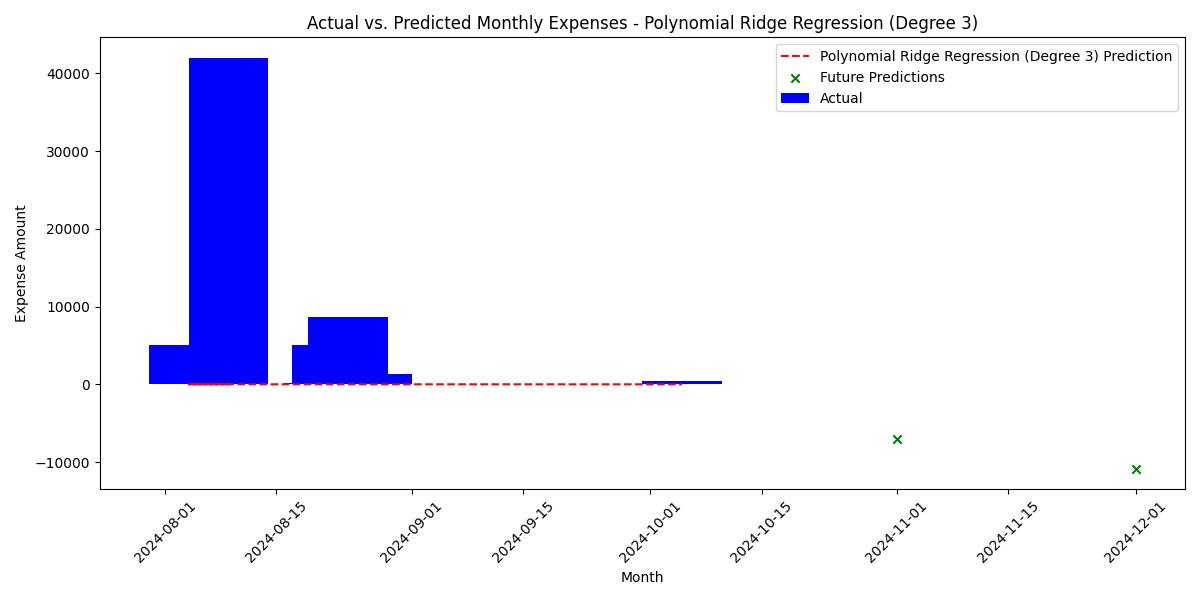 Actual vs. Predicted Monthly Expenses - Polynomial Ridge Regression (Degree 3)
Polynomial Ridge Regression (Degree 3) Prediction
Future Predictions
Actual
Expense Amount
40000
30000
20000
10000
0
−10000
2024-08-01
2024-08-15
2024-09-01
2024-09-15
2024-10-01
2024-10-15
2024-11-01
2024-11-15
2024-12-01
Month